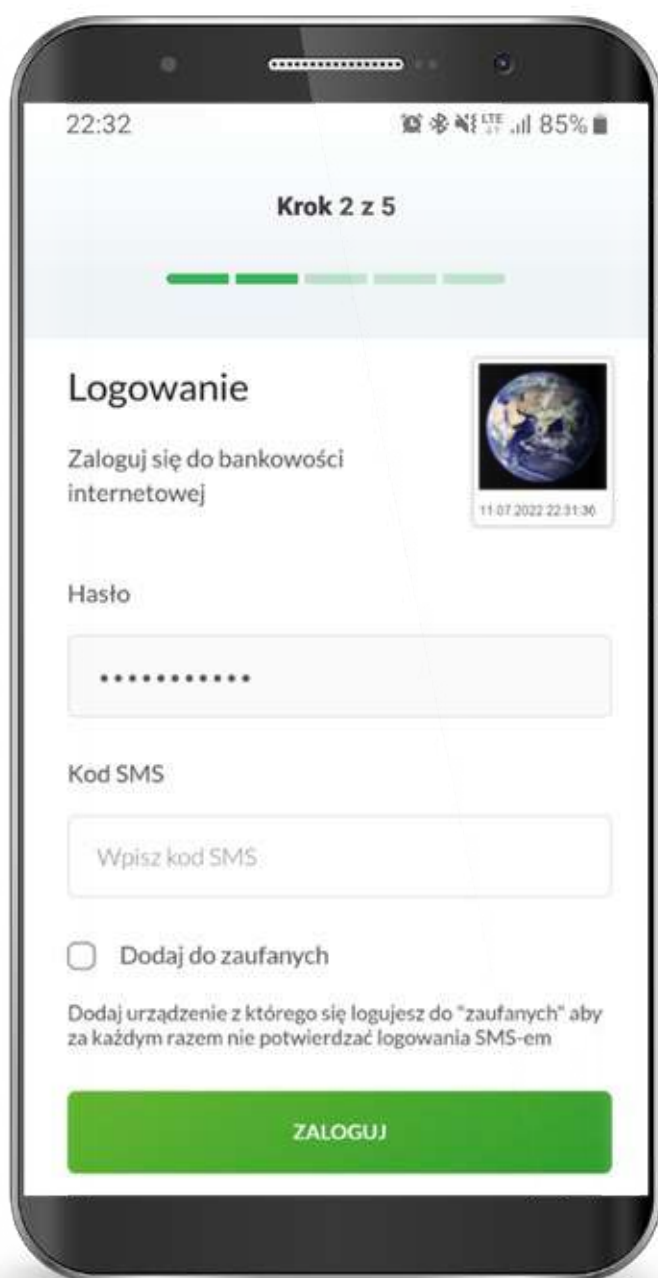 22:32 LTE 85%
Krok 2 z 5
Logowanie
Zaloguj się do bankowości
internetowej
11.07.2022 22:31:36
Hasło
Kod SMS
Wpisz kod SMS
Dodaj do zaufanych
Dodaj urządzenie z którego się logujesz do "zaufanych" aby
za każdym razem nie potwierdzać logowania SMS-em
ZALOGUJ